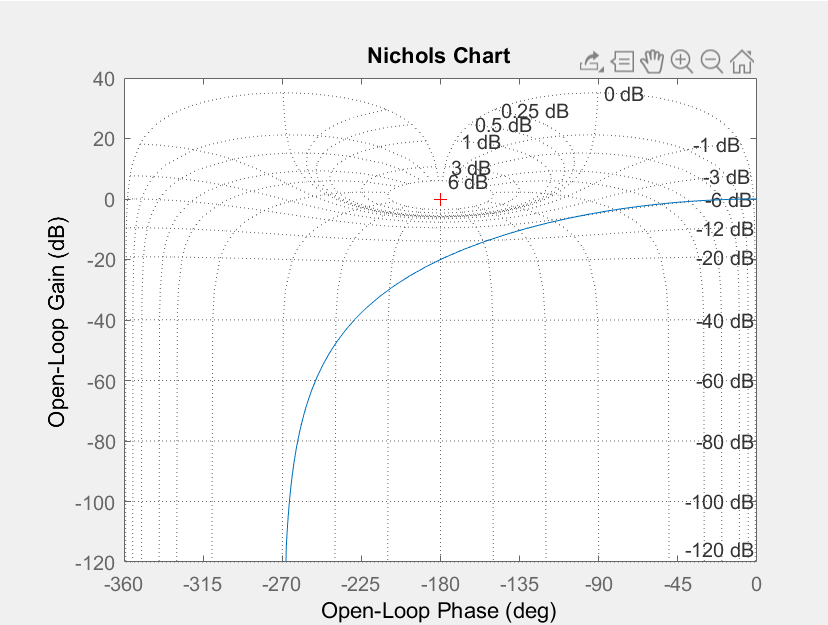 Nichols Chart
40
20
0
-20
-40
-60
-80
-100
-120
Open-Loop Gain (dB)
0 dB
0.25 dB
0.5 dB
1 dB
3 dB
6 dB
-1 dB
-3 dB
-6 dB
-12 dB
-20 dB
-40 dB
-60 dB
-80 dB
-100 dB
-120 dB
-360 -315 -270 -225 -180 -135 -90 -45 0
Open-Loop Phase (deg)